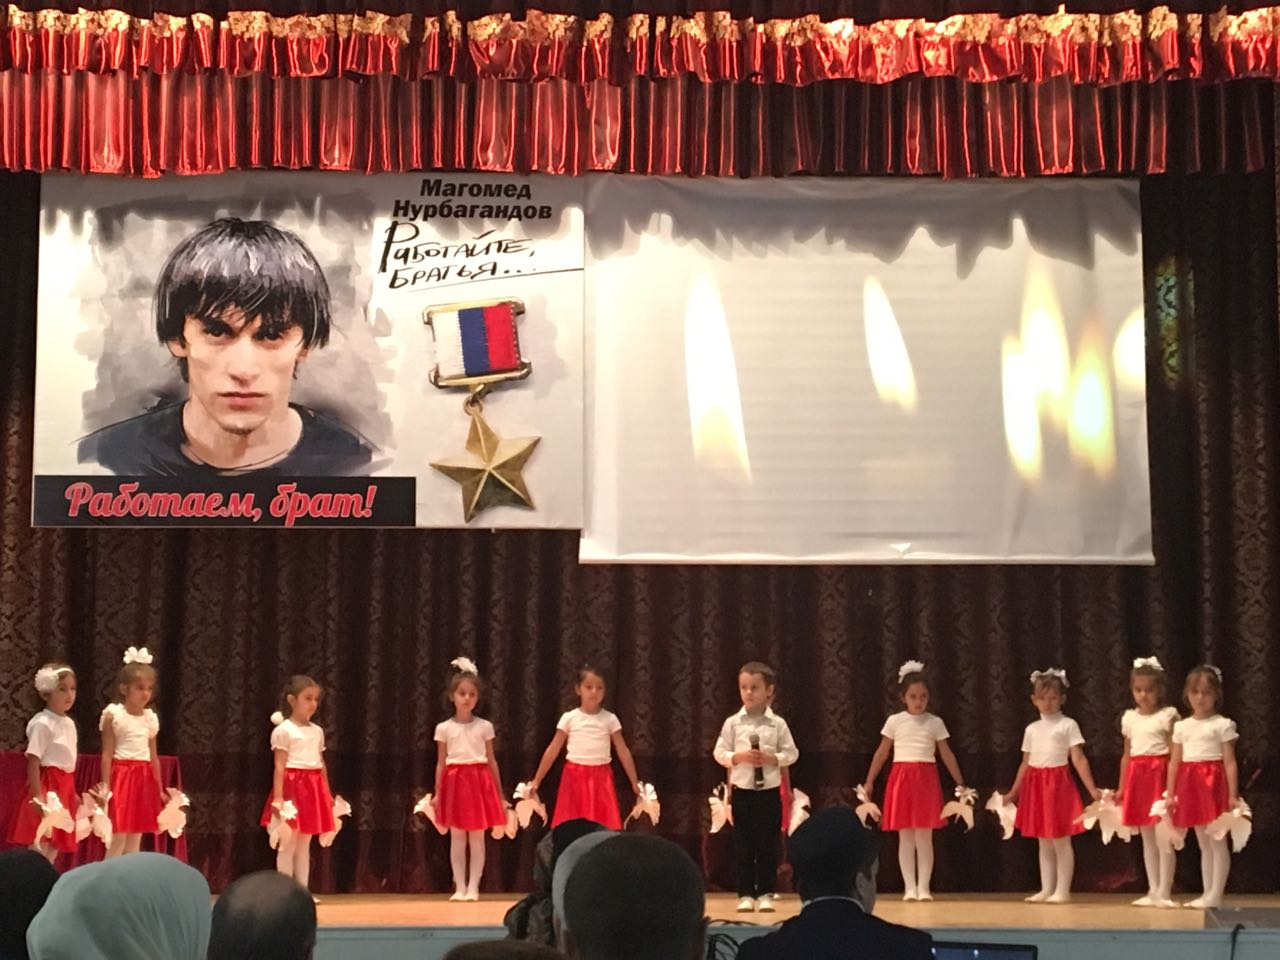 Магомед
Нурбагандов
Работайте,
братья...
Работаем, брат!